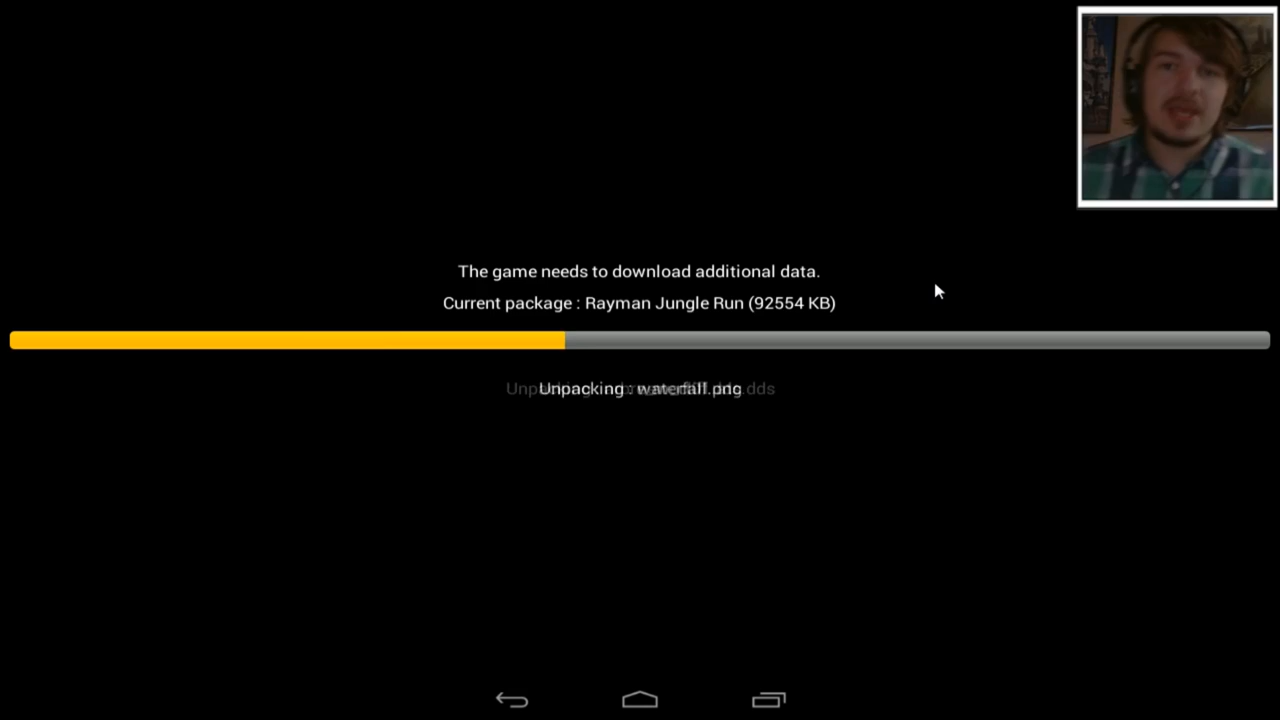 The game needs to download additional data.
Current package : Rayman Jungle Run (92554 KB)
Unpacking : waterfall.png